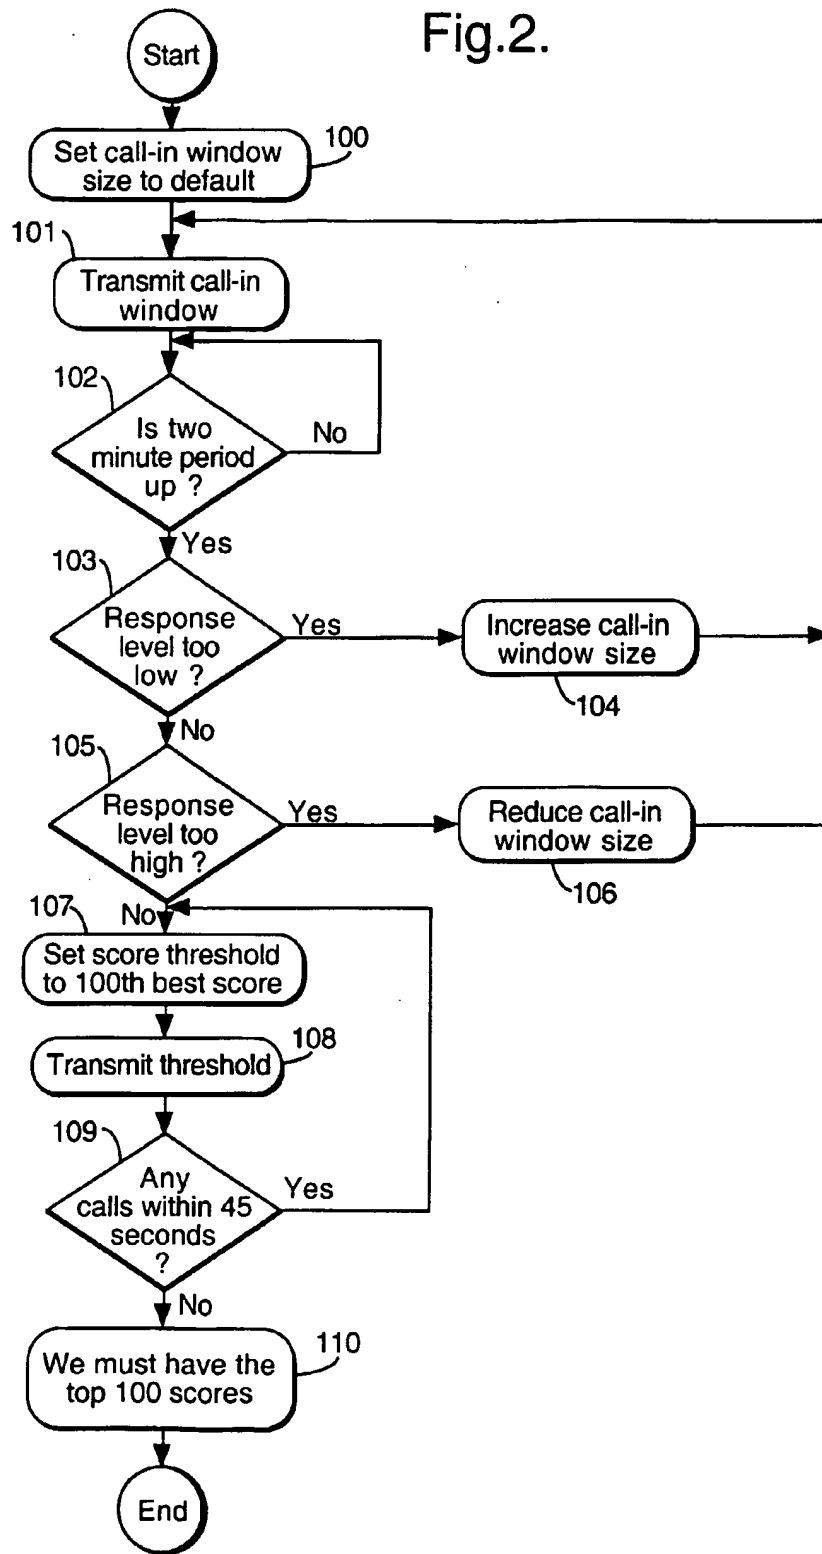 Fig.2.
Start
100
Set call-in window
size to default
101
Transmit call-in
window
102
Is two
minute period
up ?
No
Yes
103
Response
level too
low ?
Yes
Increase call-in
window size
104
No
105
Response
level too
high ?
Yes
Reduce call-in
window size
106
No
107
Set score threshold
to 100th best score
108
Transmit threshold
109
Any
calls within 45
seconds
?
Yes
No
110
We must have the
top 100 scores
End